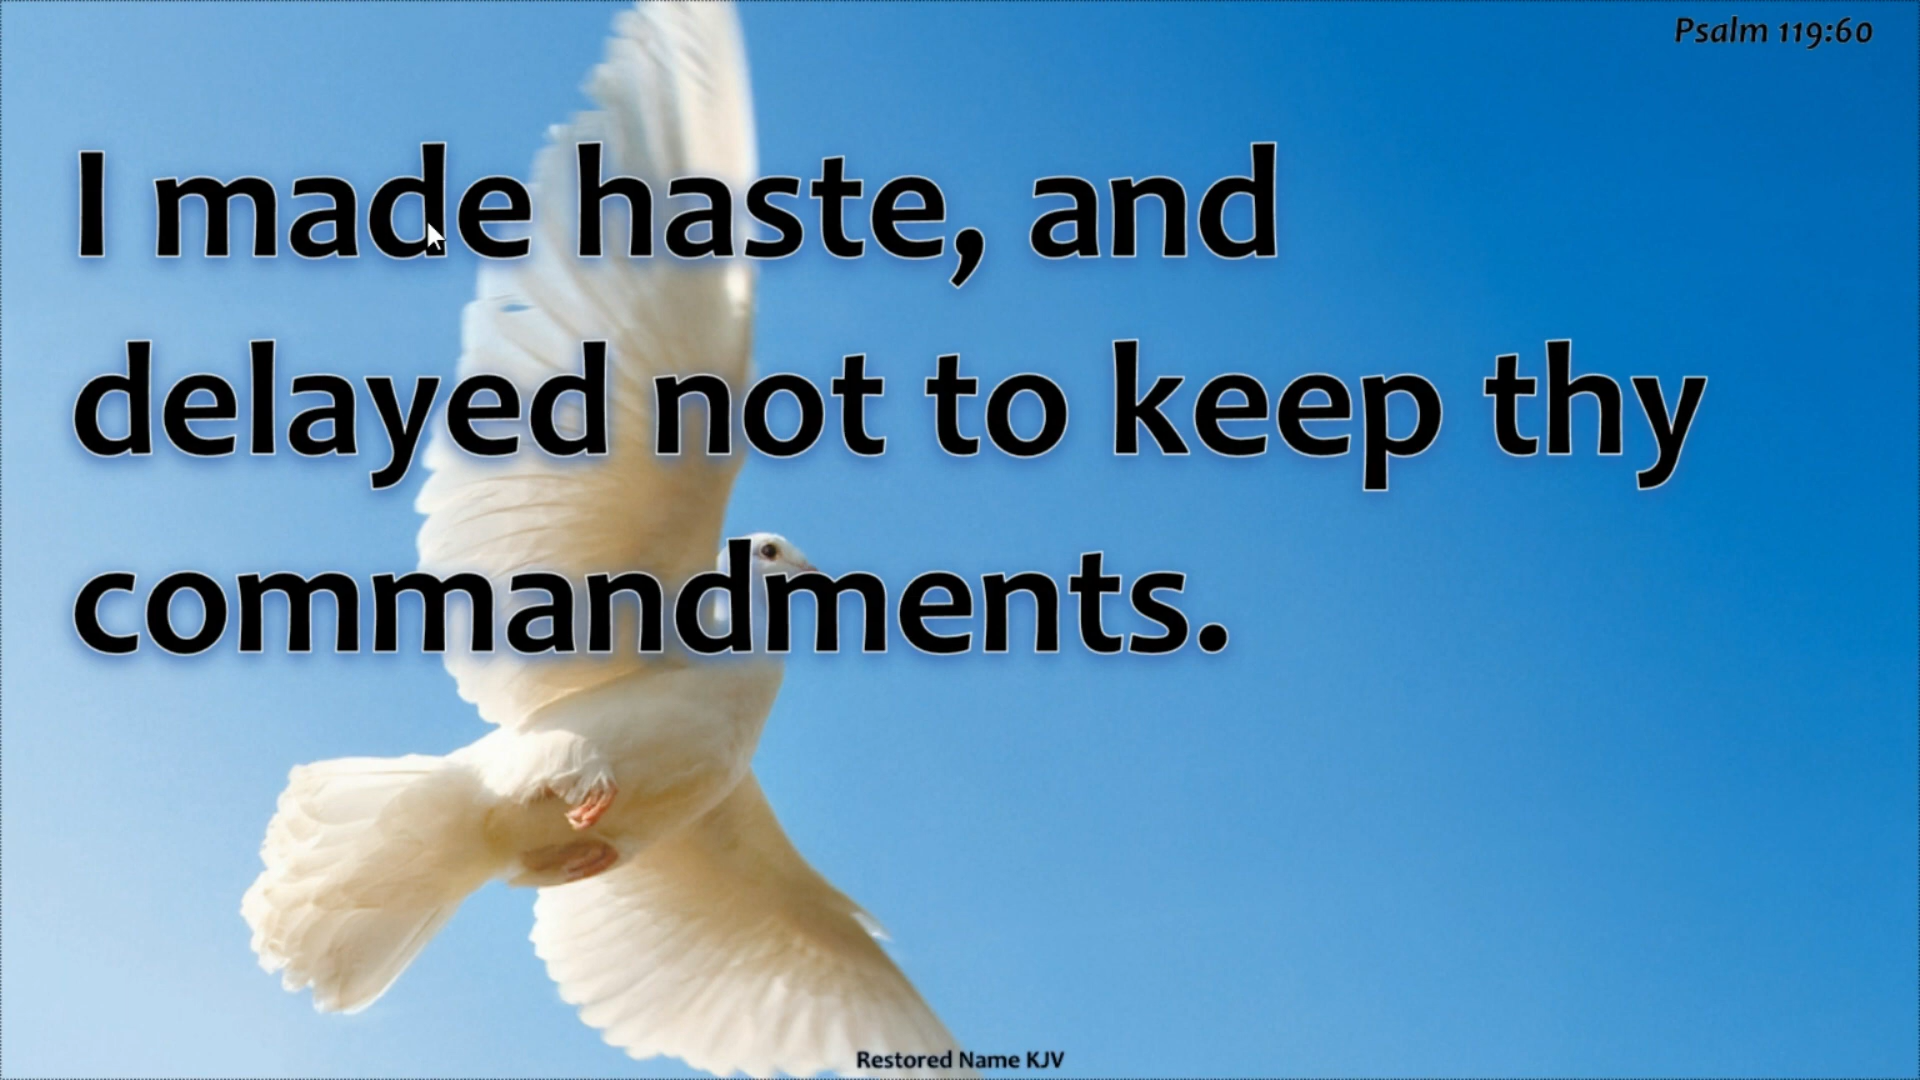 Psalm 119:60
I made haste, and
delayed not to keep thy
commandments.
Restored Name KJV